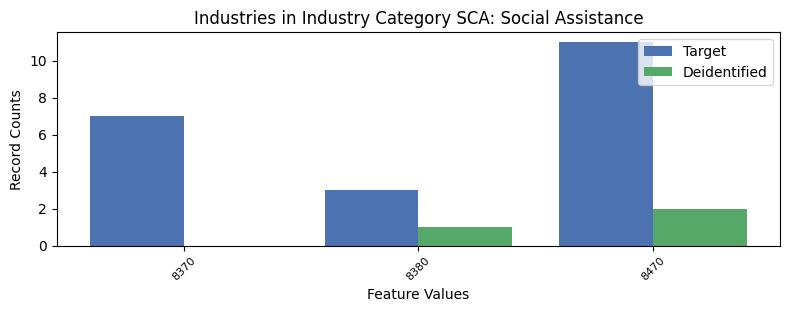 Industries in Industry Category SCA: Social Assistance
Target
Deidentified
Record Counts
10
8
6
4
2
0
8370
8380
8470
Feature Values